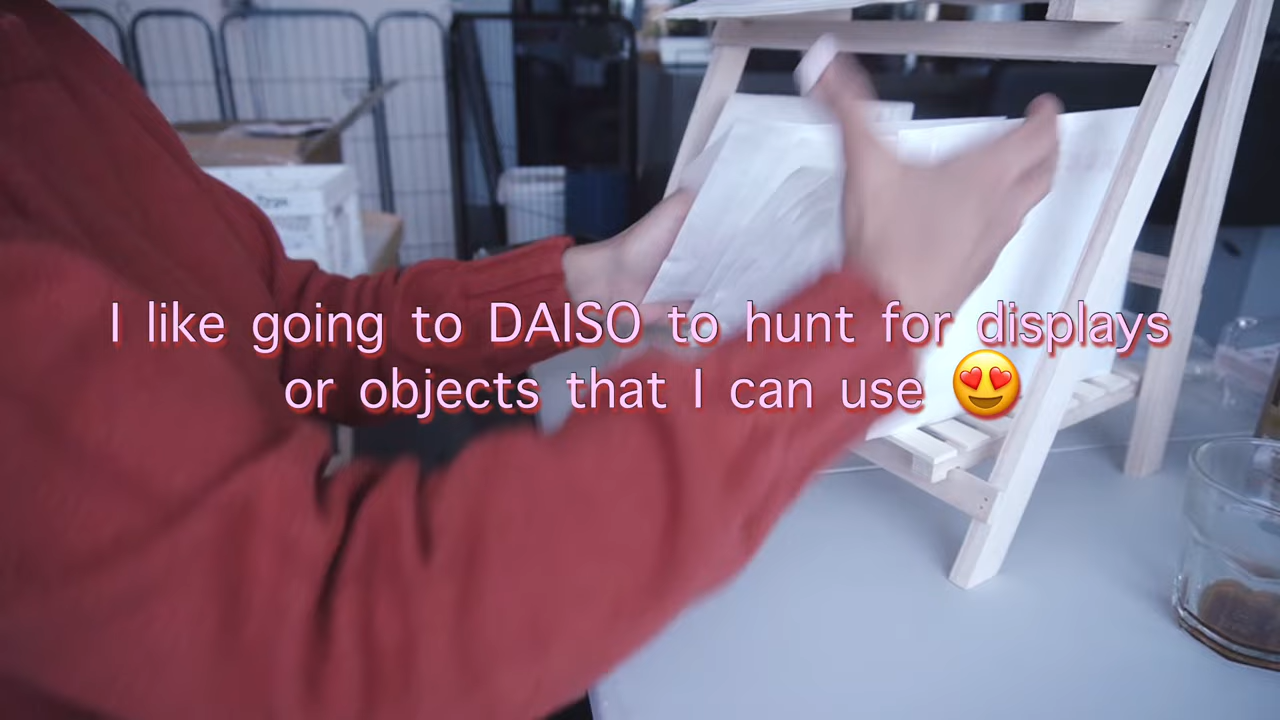 I like going to DAISO to hunt for displays
or objects that I can use 😍